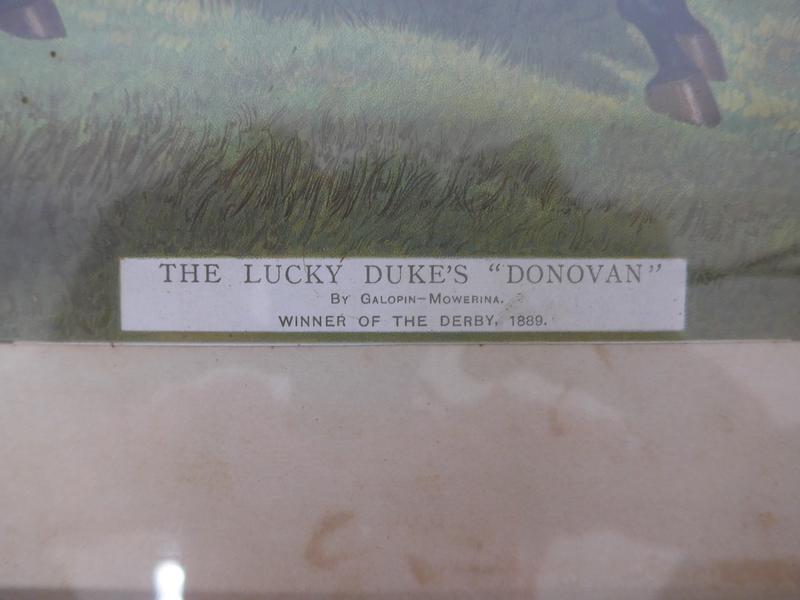 THE LUCKY DUKE'S "DONOVAN"
BY GALOPIN-MOWERINA.
WINNER OF THE DERBY, 1889.